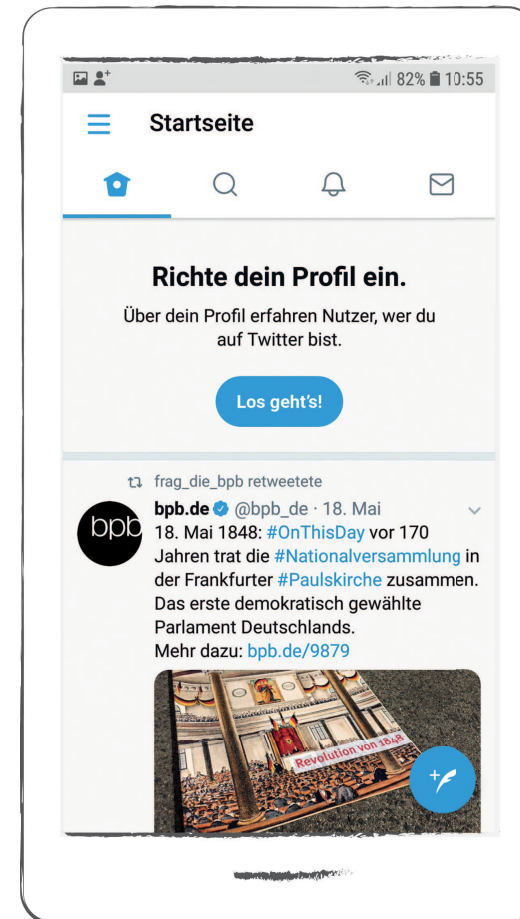 82% 10:55
Startseite
Richte dein Profil ein.
Über dein Profil erfahren Nutzer, wer du
auf Twitter bist.
Los geht's!
frag_die_bpb retweetete
bpb.de @bpb_de · 18. Mai
bpb
18. Mai 1848: #OnThisDay vor 170
Jahren trat die #Nationalversammlung in
der Frankfurter #Paulskirche zusammen.
Das erste demokratisch gewählte
Parlament Deutschlands.
Mehr dazu: bpb.de/9879
Revolution von 1848